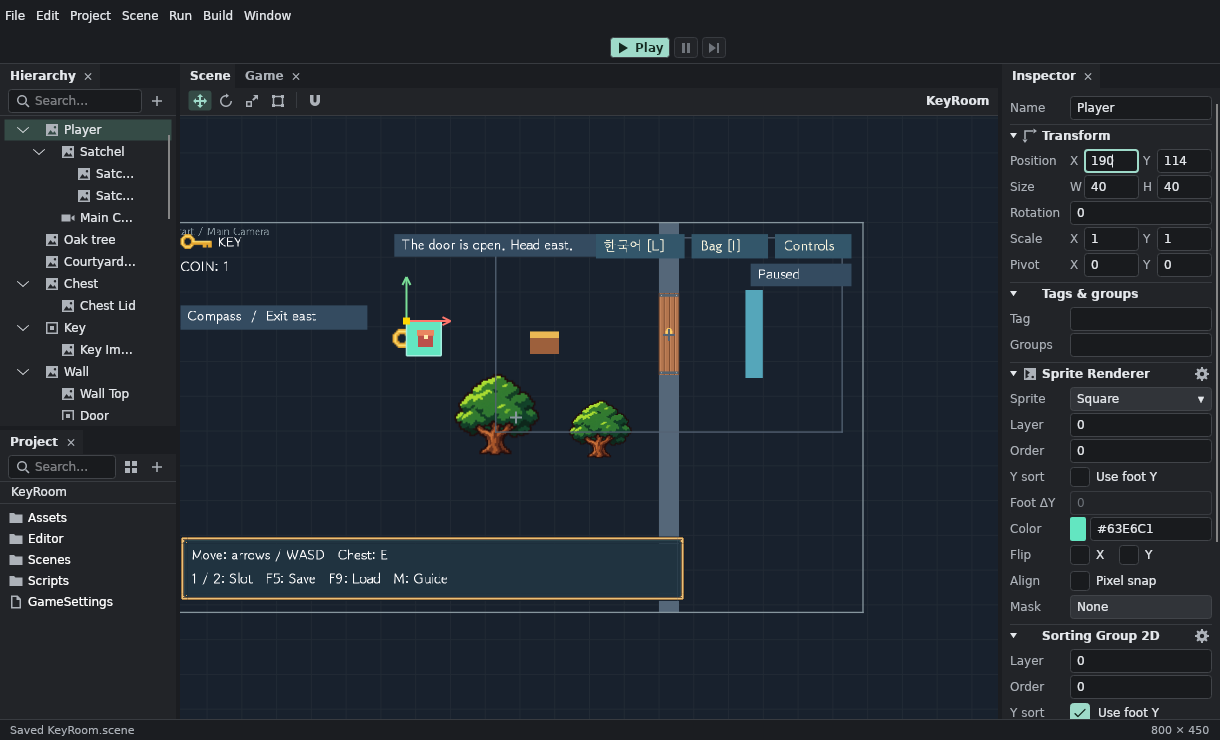 File Edit Project Scene Run Build Window
Play
Hierarchy
Search...
Player
Satchel
Satc...
Satc...
Main C...
Oak tree
Courtyard...
Chest
Chest Lid
Key
Key Im...
Wall
Wall Top
Door
Project
Search...
KeyRoom
Assets
Editor
Scenes
Scripts
GameSettings
Scene Game
KeyRoom
/ Main Camera
KEY
COIN: 1
The door is open. Head east.
한국어 [L]
Bag [I]
Controls
Paused
Compass / Exit east
Move: arrows / WASD Chest: E
1 / 2: Slot F5: Save F9: Load M: Guide
Inspector
Name Player
Transform
Position X 190 Y 114
Size W 40 H 40
Rotation 0
Scale X 1 Y 1
Pivot X 0 Y 0
Tags & groups
Tag
Groups
Sprite Renderer
Sprite Square
Layer 0
Order 0
Y sort Use foot Y
Foot ΔY 0
Color #63E6C1
Flip X Y
Align Pixel snap
Mask None
Sorting Group 2D
Layer 0
Order 0
Y sort Use foot Y
Saved KeyRoom.scene
800 × 450